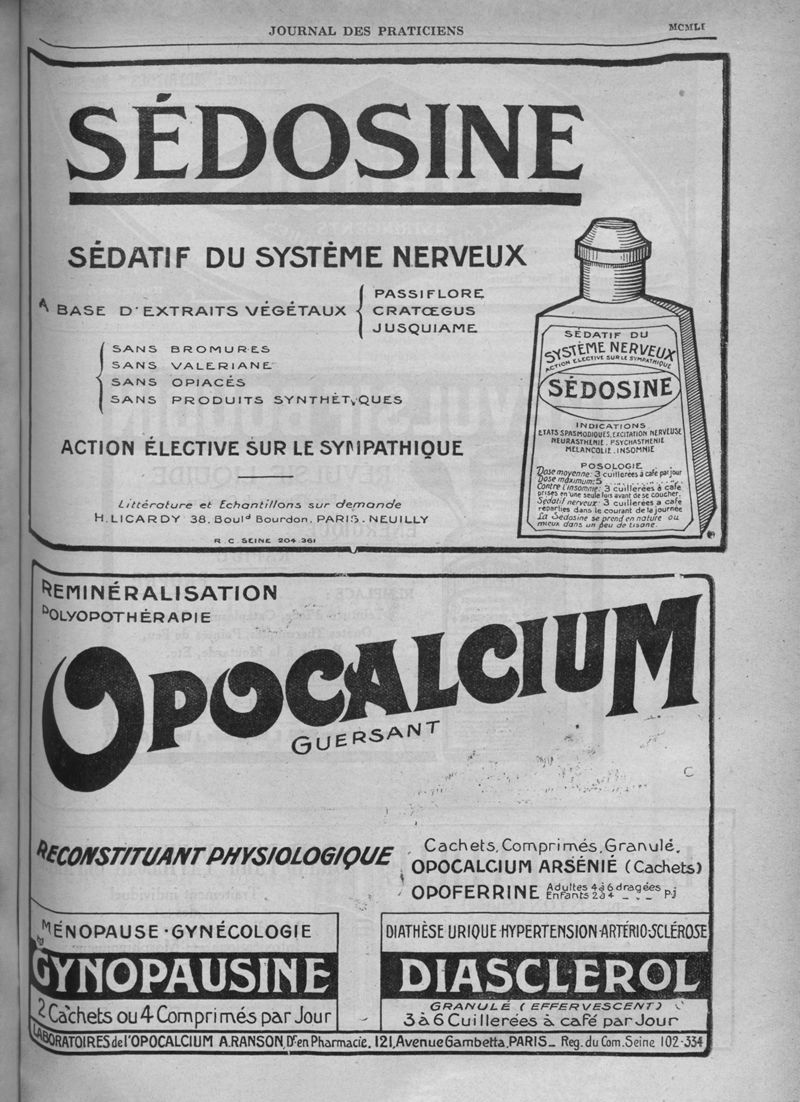 JOURNAL DES PRATICIENS
MCMLI
SÉDOSINE
SÉDATIF DU SYSTÈME NERVEUX
A BASE D'EXTRAITS VÉGÉTAUX
PASSIFLORE
CRATŒGUS
JUSQUIAME
SANS BROMURES
SANS VALERIANE
SANS OPIACÉS
SANS PRODUITS SYNTHÉTIQUES
ACTION ÉLECTIVE SUR LE SYMPATHIQUE
Littérature et Echantillons sur demande
H. LICARDY 38, Boulᵈ Bourdon, PARIS-NEUILLY
R.C. SEINE 204.361
SÉDATIF DU
SYSTÈME NERVEUX
ACTION ELECTIVE SUR LE SYMPATHIQUE
SÉDOSINE
INDICATIONS
ETATS SPASMODIQUES, EXCITATION NERVEUSE
NEURASTHENIE, PSYCHASTHENIE
MELANCOLIE, INSOMNIE
POSOLOGIE
Dose moyenne: 3 cuillerées à café par jour
Dose maximum: 5
Contre l'insomnie: 3 cuillerées à café
prises en une seule fois avant de se coucher.
Sédatif nerveux: 3 cuillerées à café
reparties dans le courant de la journée
La Sédosine se prend en nature ou
mieux dans un peu de tisane.
REMINÉRALISATION
POLYOPOTHÉRAPIE
OPOCALCIUM
GUERSANT
RECONSTITUANT PHYSIOLOGIQUE
Cachets, Comprimés, Granulé,
OPOCALCIUM ARSÉNIÉ (Cachets)
OPOFERRINE Adultes 4 à 6 dragées
Enfants 2 à 4 _ . _ P.J
MÉNOPAUSE · GYNÉCOLOGIE
GYNOPAUSINE
2 Cachets ou 4 Comprimés par Jour
DIATHÈSE URIQUE-HYPERTENSION-ARTÉRIO-SCLÉROSE
DIASCLEROL
GRANULÉ (EFFERVESCENT)
3 à 6 Cuillerées à café par Jour
LABORATOIRES de l'OPOCALCIUM A.RANSON, Dʳ en Pharmacie, 121, Avenue Gambetta, PARIS_ Reg. du Com. Seine 102-334